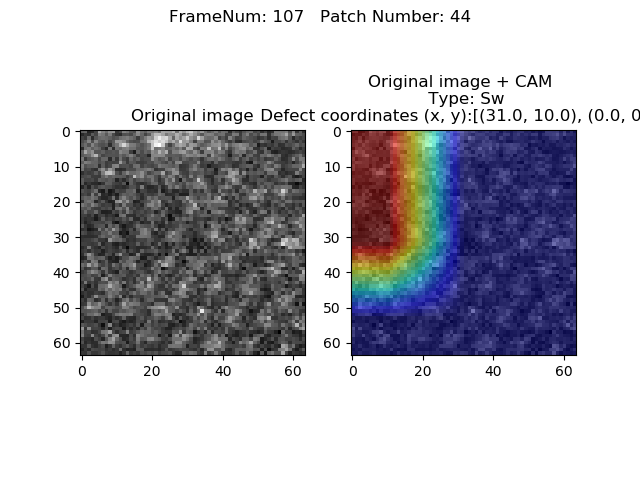 FrameNum: 107   Patch Number: 44
Original image + CAM
Type: Sw
Original image
Defect coordinates (x, y):[(31.0, 10.0), (0.0, 0
0
10
20
30
40
50
60
0 20 40 60
0
10
20
30
40
50
60
0 20 40 60